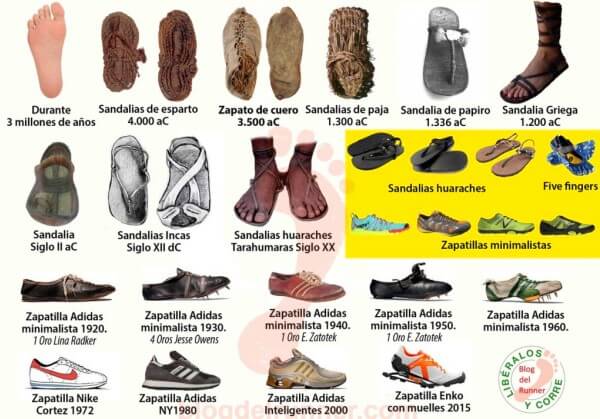 Durante
3 millones de años
Sandalias de esparto
4.000 aC
Zapato de cuero
3.500 aC
Sandalias de paja
1.300 aC
Sandalia de papiro
1.336 aC
Sandalia Griega
1.200 aC
Sandalia
Siglo II aC
Sandalias Incas
Siglo XII dC
Sandalias huaraches
Tarahumaras Siglo XX
Sandalias huaraches
Five fingers
Zapatillas minimalistas
Zapatilla Adidas
minimalista 1920.
1 Oro Lina Radker
Zapatilla Adidas
minimalista 1930.
4 Oros Jesse Owens
Zapatilla Adidas
minimalista 1940.
1 Oro E. Zatotek
Zapatilla Adidas
minimalista 1950.
1 Oro E. Zatotek
Zapatilla Adidas
minimalista 1960.
Zapatilla Nike
Cortez 1972
Zapatilla Adidas
NY1980
Zapatilla Adidas
Inteligentes 2000
Zapatilla Enko
con muelles 2015
LIBÉRALOS
Blog
del
Runner
Y CORRE